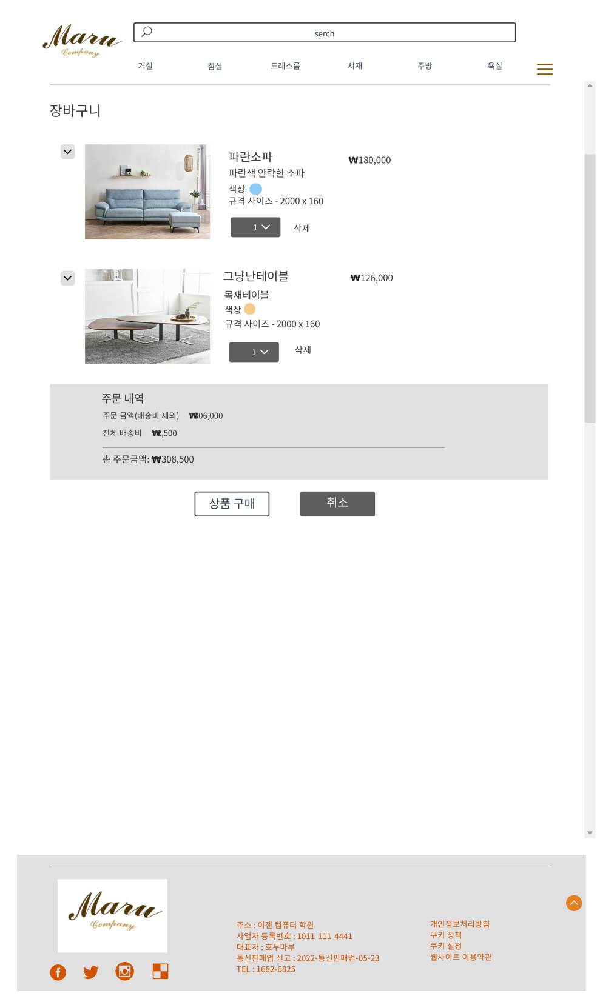 Maru
Company
serch
거실 침실 드레스룸 서재 주방 욕실
장바구니
파란소파 ₩180,000
파란색 안락한 소파
색상
규격 사이즈 - 2000 x 160
1 삭제
그냥난테이블 ₩126,000
목재테이블
색상
규격 사이즈 - 2000 x 160
1 삭제
주문 내역
주문 금액(배송비 제외) ₩306,000
전체 배송비 ₩2,500
총 주문금액: ₩308,500
상품 구매 취소
Maru
Company
주소 : 이젠 컴퓨터 학원
사업자 등록번호 : 1011-111-4441
대표자 : 호두마루
통신판매업 신고 : 2022-통신판매업-05-23
TEL : 1682-6825
개인정보처리방침
쿠키 정책
쿠키 설정
웹사이트 이용약관